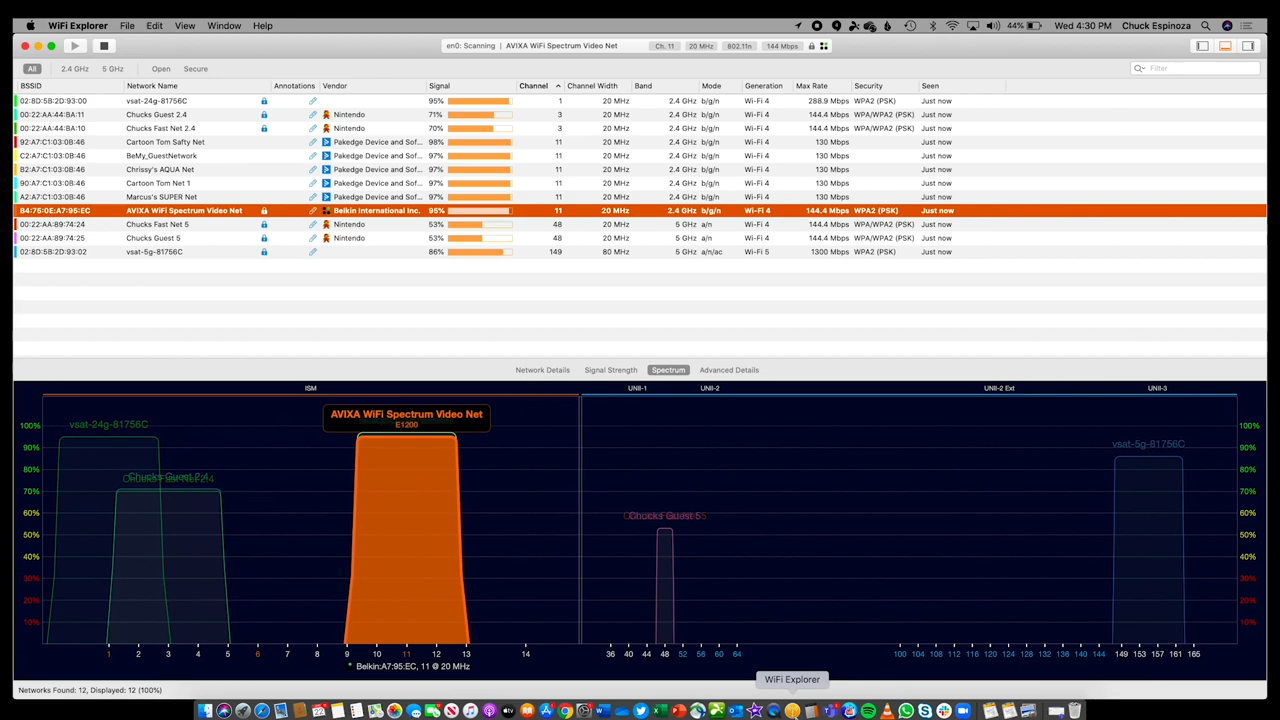 WiFi Explorer File Edit View Window Help 44% Wed 4:30 PM Chuck Espinoza
en0: Scanning | AVIXA WiFi Spectrum Video Net Ch. 11 20 MHz 802.11n 144 Mbps
All 2.4 GHz 5 GHz Open Secure Filter
BSSID Network Name Annotations Vendor Signal Channel Channel Width Band Mode Generation Max Rate Security Seen
02:8D:5B:2D:93:00 vsat-24g-81756C 95% 1 20 MHz 2.4 GHz b/g/n Wi-Fi 4 288.9 Mbps WPA2 (PSK) Just now
00:22:AA:44:BA:11 Chucks Guest 2.4 Nintendo 71% 3 20 MHz 2.4 GHz b/g/n Wi-Fi 4 144.4 Mbps WPA/WPA2 (PSK) Just now
00:22:AA:44:BA:10 Chucks Fast Net 2.4 Nintendo 70% 3 20 MHz 2.4 GHz b/g/n Wi-Fi 4 144.4 Mbps WPA/WPA2 (PSK) Just now
92:A7:C1:03:0B:46 Cartoon Tom Safty Net Pakedge Device and Sof... 98% 11 20 MHz 2.4 GHz b/g/n Wi-Fi 4 130 Mbps Just now
C2:A7:C1:03:0B:46 BeMy_GuestNetwork Pakedge Device and Sof... 97% 11 20 MHz 2.4 GHz b/g/n Wi-Fi 4 130 Mbps Just now
B2:A7:C1:03:0B:46 Chrissy's AQUA Net Pakedge Device and Sof... 97% 11 20 MHz 2.4 GHz b/g/n Wi-Fi 4 130 Mbps Just now
90:A7:C1:03:0B:46 Cartoon Tom Net 1 Pakedge Device and Sof... 97% 11 20 MHz 2.4 GHz b/g/n Wi-Fi 4 130 Mbps Just now
A2:A7:C1:03:0B:46 Marcus's SUPER Net Pakedge Device and Sof... 97% 11 20 MHz 2.4 GHz b/g/n Wi-Fi 4 130 Mbps Just now
B4:75:0E:A7:95:EC AVIXA WiFi Spectrum Video Net Belkin International Inc. 95% 11 20 MHz 2.4 GHz b/g/n Wi-Fi 4 144.4 Mbps WPA2 (PSK) Just now
00:22:AA:89:74:24 Chucks Fast Net 5 Nintendo 53% 48 20 MHz 5 GHz a/n Wi-Fi 4 144.4 Mbps WPA/WPA2 (PSK) Just now
00:22:AA:89:74:25 Chucks Guest 5 Nintendo 53% 48 20 MHz 5 GHz a/n Wi-Fi 4 144.4 Mbps WPA/WPA2 (PSK) Just now
02:8D:5B:2D:93:02 vsat-5g-81756C 86% 149 80 MHz 5 GHz a/n/ac Wi-Fi 5 1300 Mbps WPA2 (PSK) Just now
Network Details Signal Strength Spectrum Advanced Details
ISM UNII-1 UNII-2 UNII-2 Ext UNII-3
AVIXA WiFi Spectrum Video Net
E1200
vsat-24g-81756C
100% 100%
vsat-5g-81756C
90% 90%
80% 80%
Chucks Guest 2.4
70% 70%
60% 60%
Chucks Guest 5
50% 50%
40% 40%
30% 30%
20% 20%
10% 10%
1 2 3 4 5 6 7 8 9 10 11 12 13 14 36 40 44 48 52 56 60 64 100 104 108 112 116 120 124 128 132 136 140 144 149 153 157 161 165
* Belkin:A7:95:EC, 11 @ 20 MHz
WiFi Explorer
Networks Found: 12, Displayed: 12 (100%)